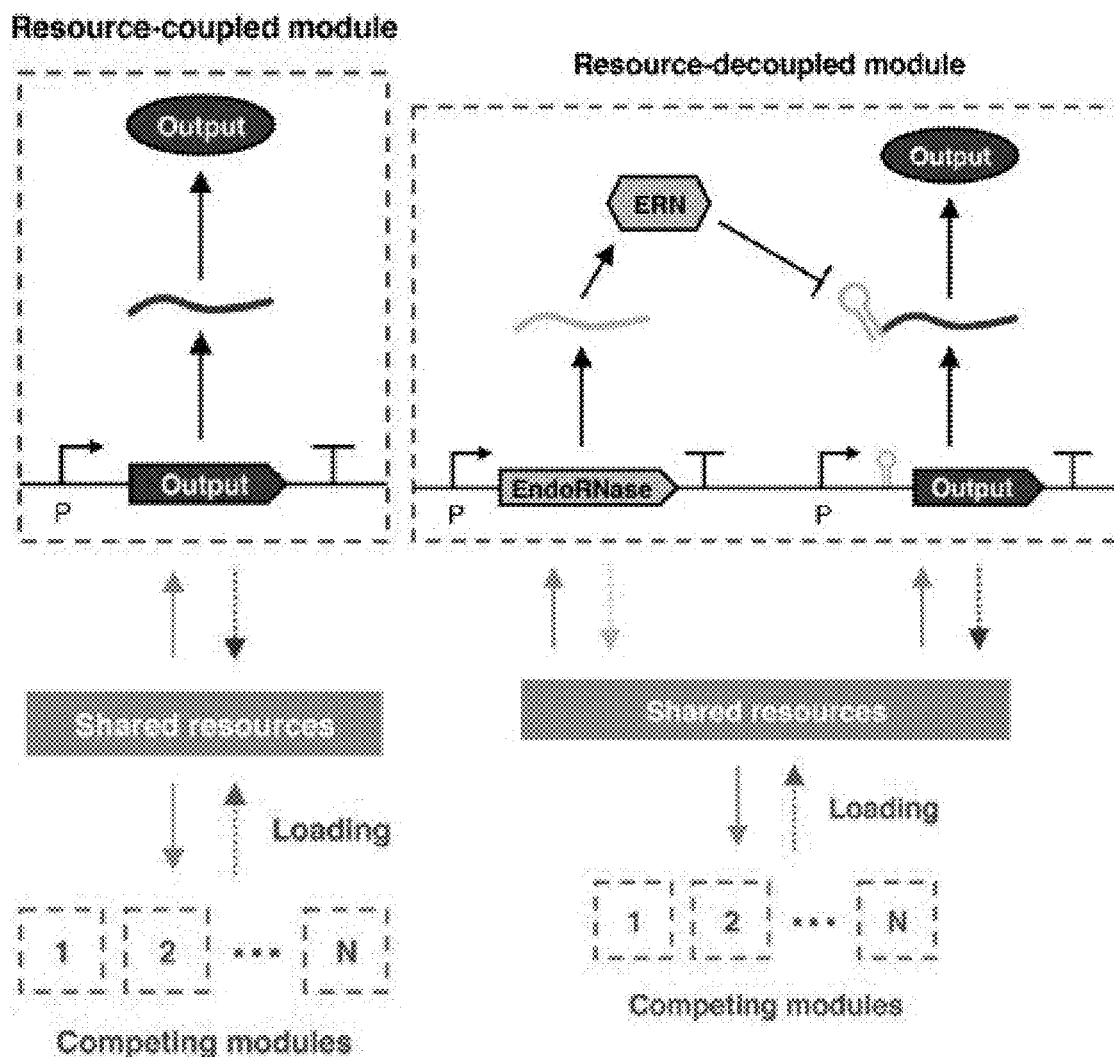 Resource-coupled module
Output
Output
P
Shared resources
Loading
1 2 ••• N
Competing modules
Resource-decoupled module
Output
ERN
EndoRNase
Output
P
P
Shared resources
Loading
1 2 ••• N
Competing modules